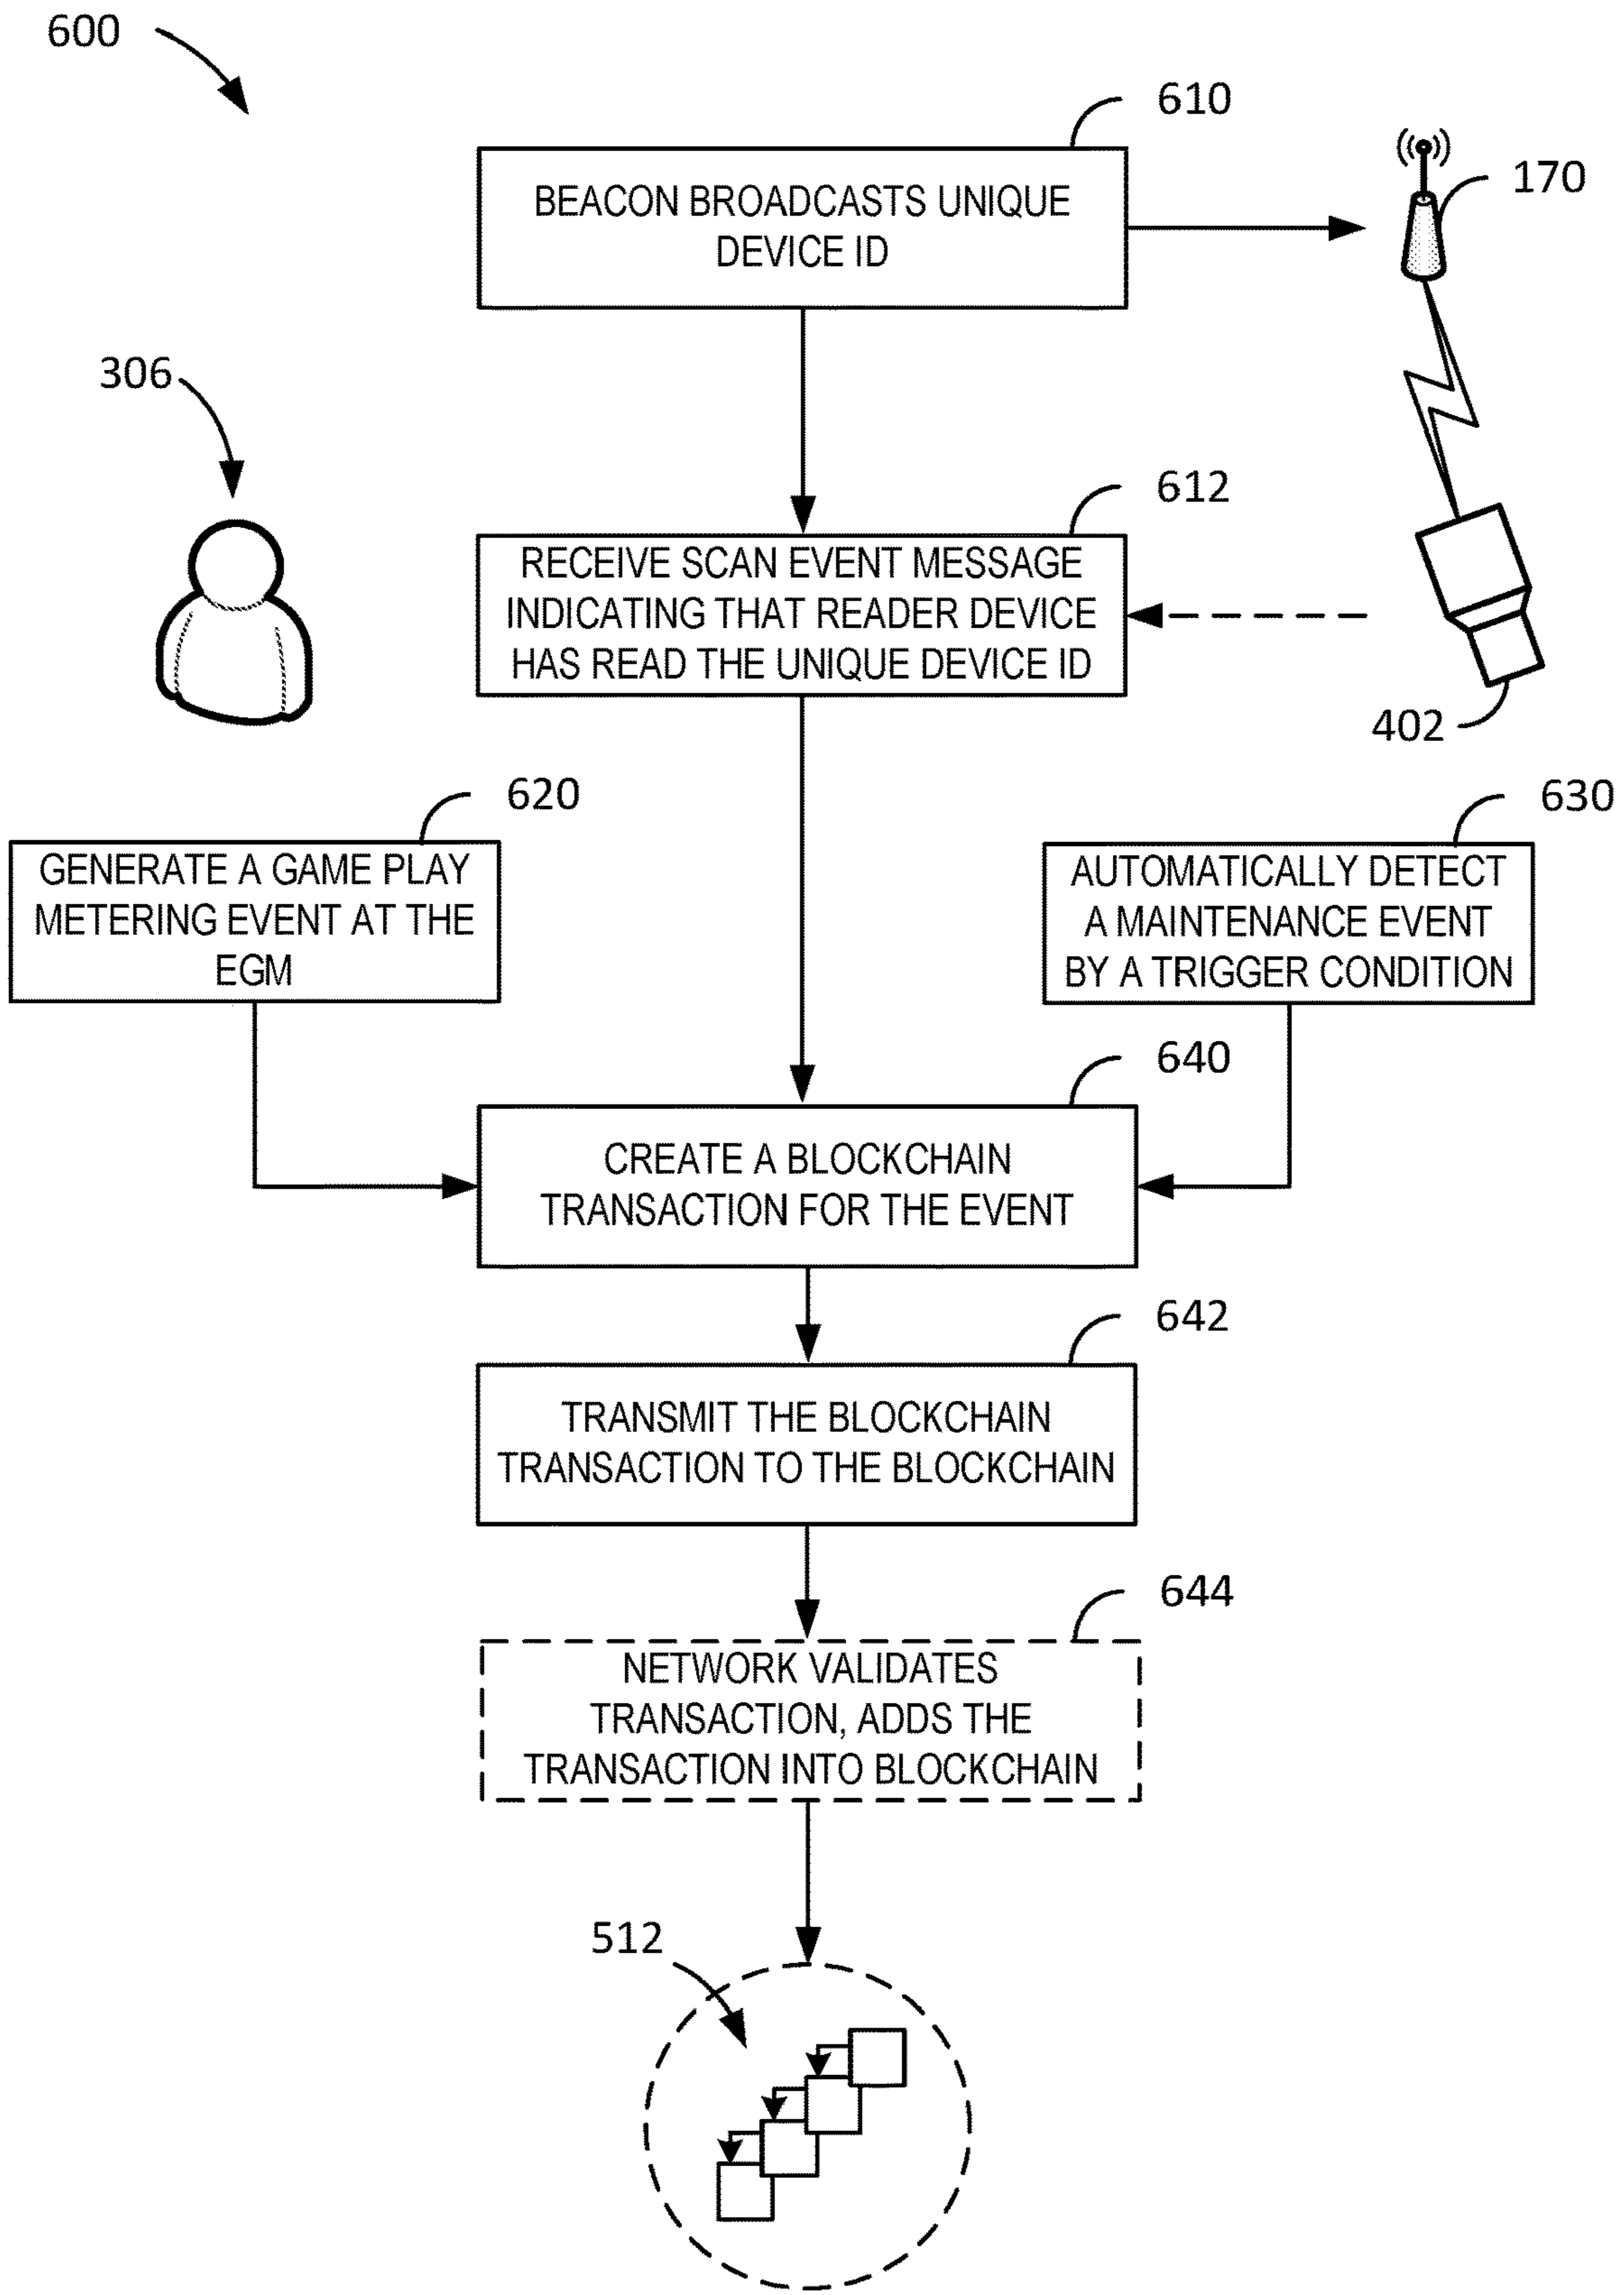 600
610
BEACON BROADCASTS UNIQUE
DEVICE ID
170
306
612
RECEIVE SCAN EVENT MESSAGE
INDICATING THAT READER DEVICE
HAS READ THE UNIQUE DEVICE ID
402
620
GENERATE A GAME PLAY
METERING EVENT AT THE
EGM
630
AUTOMATICALLY DETECT
A MAINTENANCE EVENT
BY A TRIGGER CONDITION
640
CREATE A BLOCKCHAIN
TRANSACTION FOR THE EVENT
642
TRANSMIT THE BLOCKCHAIN
TRANSACTION TO THE BLOCKCHAIN
644
NETWORK VALIDATES
TRANSACTION, ADDS THE
TRANSACTION INTO BLOCKCHAIN
512